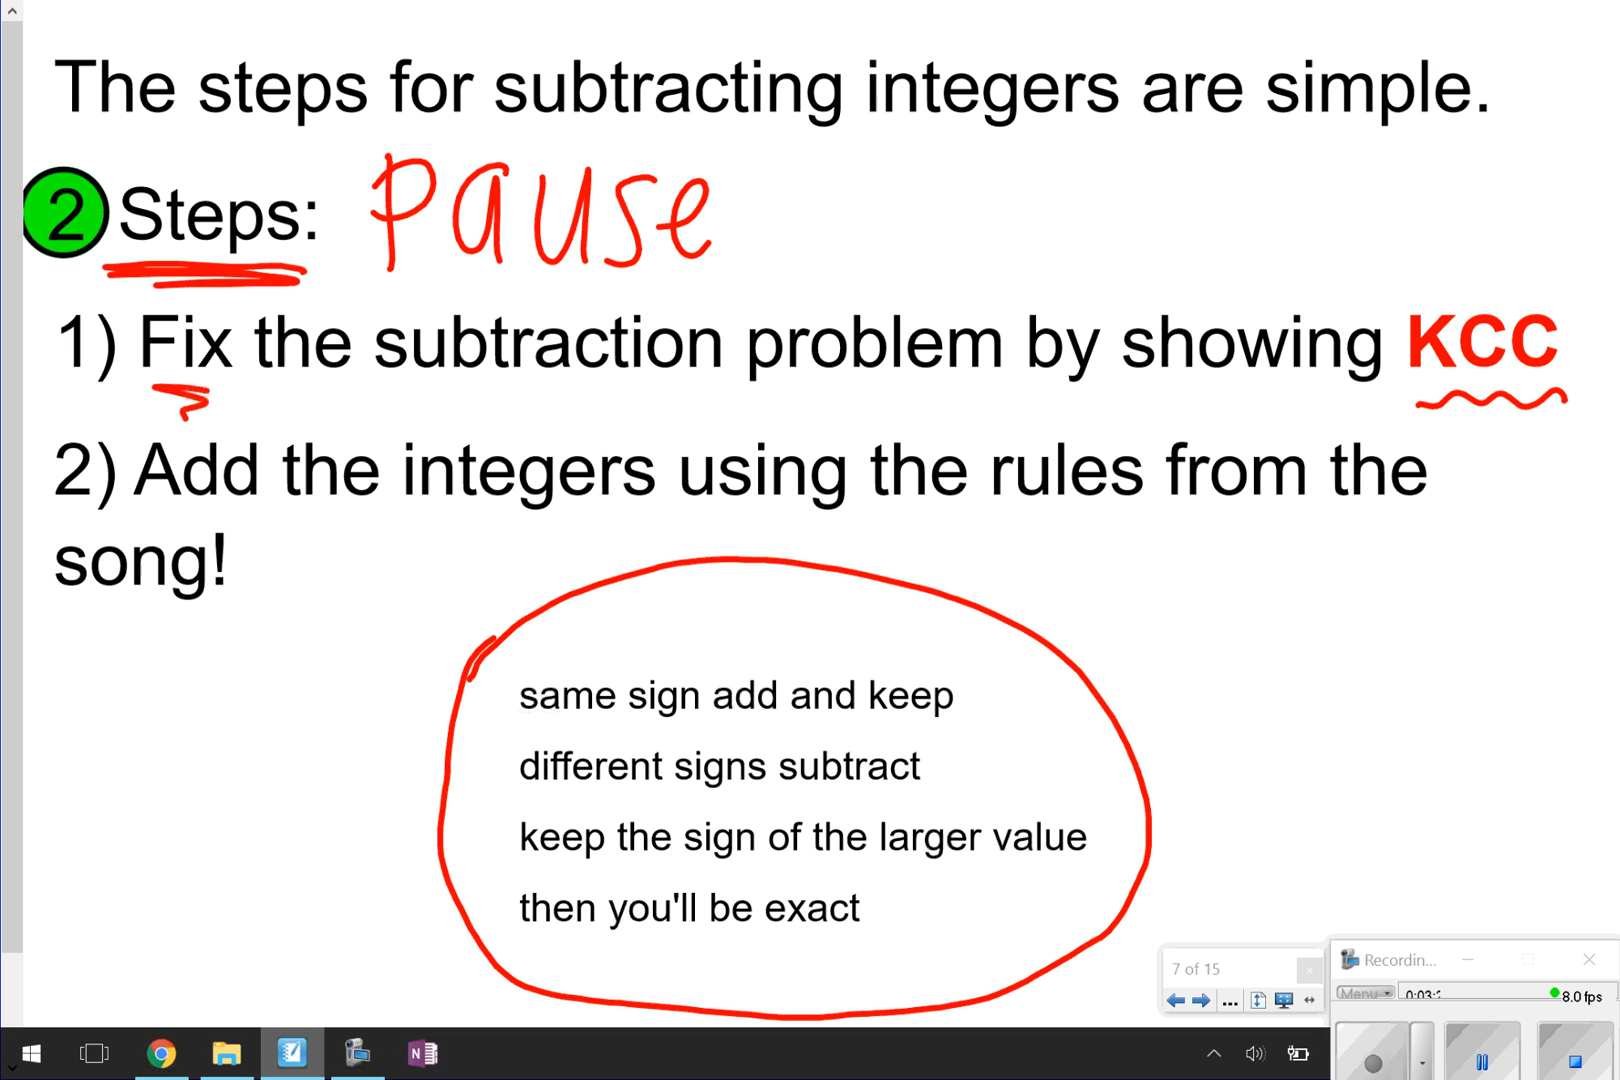 The steps for subtracting integers are simple.
2 Steps: Pause
1) Fix the subtraction problem by showing KCC
2) Add the integers using the rules from the
song!
same sign add and keep
different signs subtract
keep the sign of the larger value
then you'll be exact
7 of 15
Recordin...
Menu
8.0 fps
N